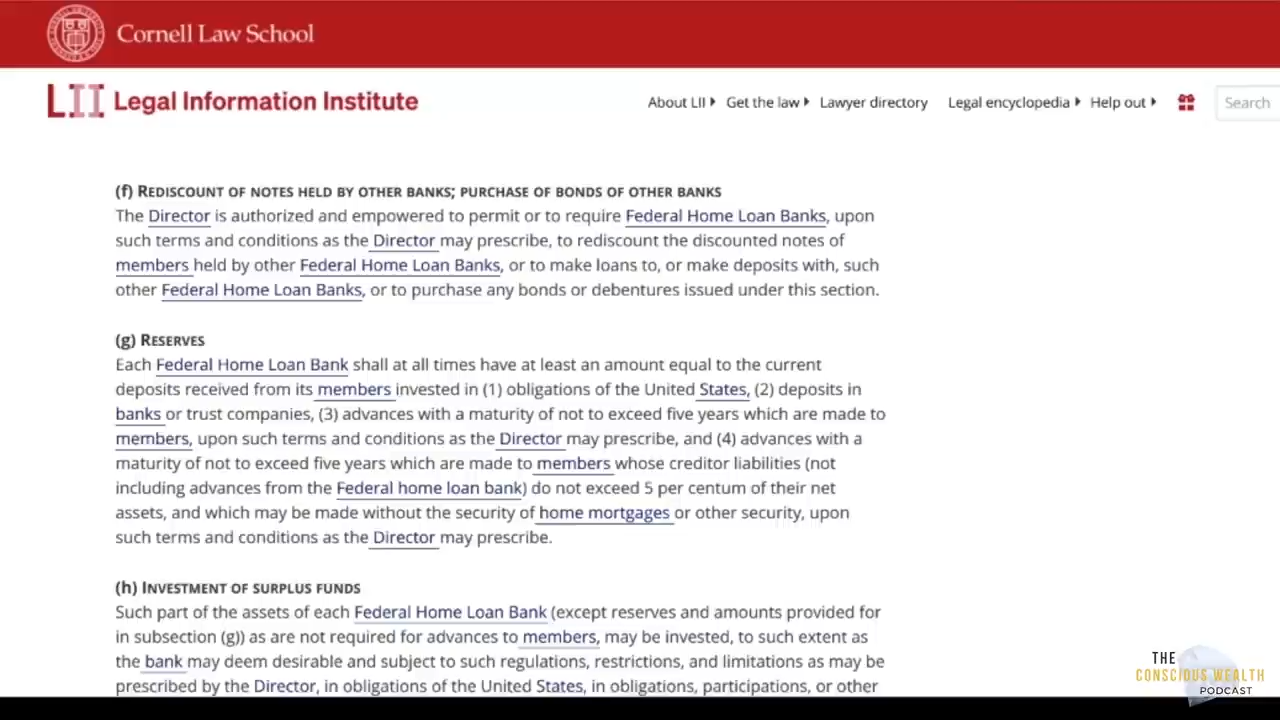 Cornell Law School
LII Legal Information Institute
About LII Get the law Lawyer directory Legal encyclopedia Help out Search
(f) REDISCOUNT OF NOTES HELD BY OTHER BANKS; PURCHASE OF BONDS OF OTHER BANKS
The Director is authorized and empowered to permit or to require Federal Home Loan Banks, upon
such terms and conditions as the Director may prescribe, to rediscount the discounted notes of
members held by other Federal Home Loan Banks, or to make loans to, or make deposits with, such
other Federal Home Loan Banks, or to purchase any bonds or debentures issued under this section.
(g) RESERVES
Each Federal Home Loan Bank shall at all times have at least an amount equal to the current
deposits received from its members invested in (1) obligations of the United States, (2) deposits in
banks or trust companies, (3) advances with a maturity of not to exceed five years which are made to
members, upon such terms and conditions as the Director may prescribe, and (4) advances with a
maturity of not to exceed five years which are made to members whose creditor liabilities (not
including advances from the Federal home loan bank) do not exceed 5 per centum of their net
assets, and which may be made without the security of home mortgages or other security, upon
such terms and conditions as the Director may prescribe.
(h) INVESTMENT OF SURPLUS FUNDS
Such part of the assets of each Federal Home Loan Bank (except reserves and amounts provided for
in subsection (g)) as are not required for advances to members, may be invested, to such extent as
the bank may deem desirable and subject to such regulations, restrictions, and limitations as may be
prescribed by the Director, in obligations of the United States, in obligations, participations, or other
THE
CONSCIOUS WEALTH
PODCAST